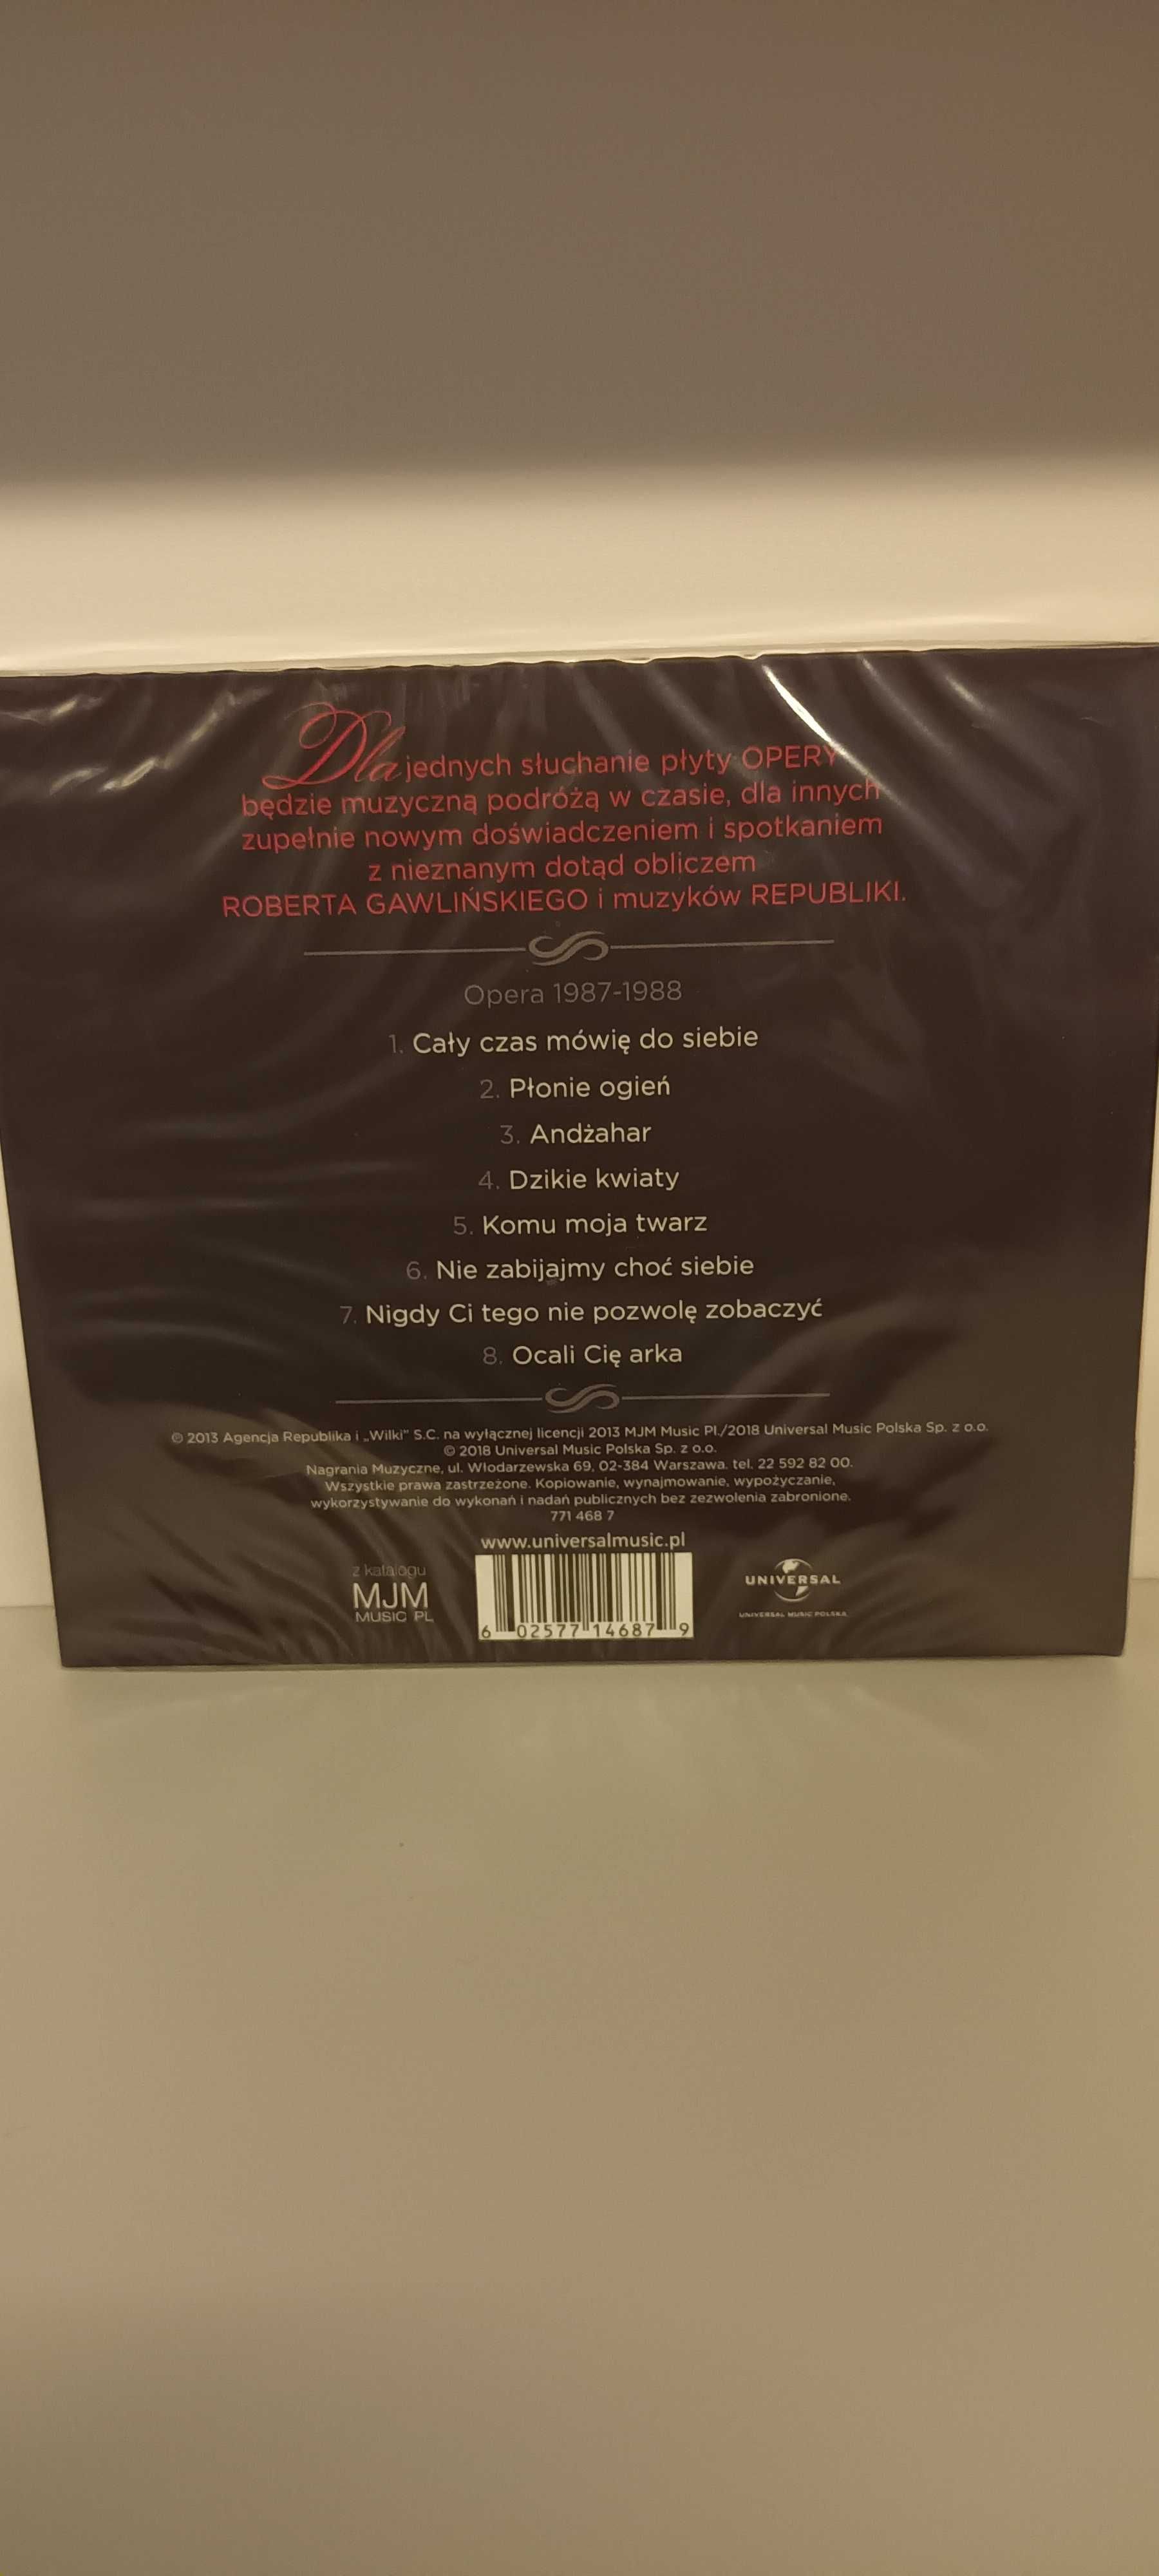 Dla jednych słuchanie płyty OPERY
będzie muzyczną podróżą w czasie, dla innych
zupełnie nowym doświadczeniem i spotkaniem
z nieznanym dotąd obliczem
ROBERTA GAWLIŃSKIEGO i muzyków REPUBLIKI.
Opera 1987-1988
1. Cały czas mówię do siebie
2. Płonie ogień
3. Andżahar
4. Dzikie kwiaty
5. Komu moja twarz
6. Nie zabijajmy choć siebie
7. Nigdy Ci tego nie pozwolę zobaczyć
8. Ocali Cię arka
℗ 2013 Agencja Republika i „Wilki" S.C. na wyłącznej licencji 2013 MJM Music Pl./2018 Universal Music Polska Sp. z o.o.
© 2018 Universal Music Polska Sp. z o.o.
Nagrania Muzyczne, ul. Włodarzewska 69, 02-384 Warszawa. tel. 22 592 82 00.
Wszystkie prawa zastrzeżone. Kopiowanie, wynajmowanie, wypożyczanie,
wykorzystywanie do wykonań i nadań publicznych bez zezwolenia zabronione.
771 468 7
www.universalmusic.pl
z katalogu
MJM
MUSIC PL
6 02577 14687 9
UNIVERSAL
UNIVERSAL MUSIC POLSKA